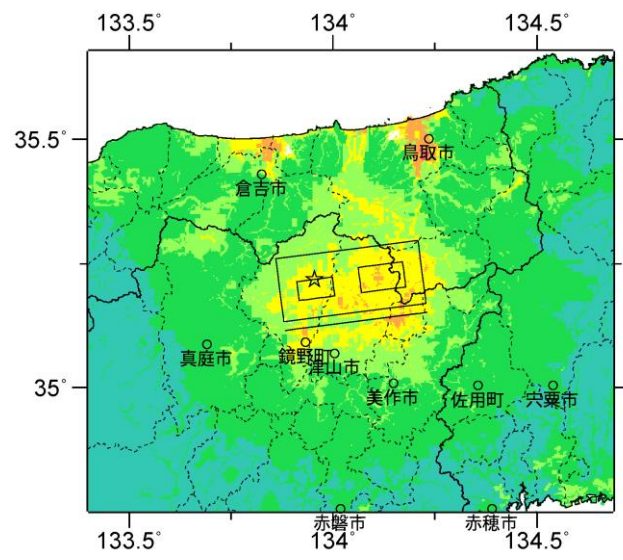 133.5˚ 134˚ 134.5˚
35.5˚
鳥取市
倉吉市
真庭市
鏡野町
津山市
35˚
美作市
佐用町
宍粟市
赤磐市
赤穂市
133.5˚ 134˚ 134.5˚